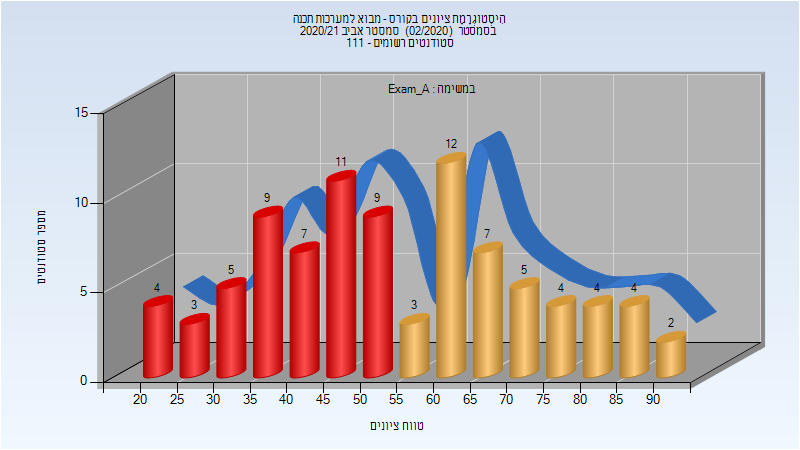 היסטוגרמת ציונים בקורס - מבוא למערכות תכנה
בסמסטר (02/2020) סמסטר אביב 2020/21
סטודנטים רשומים - 111
במשימה : Exam_A
מספר סטודנטים
15
10
5
0
4
3
5
9
7
11
9
3
12
7
5
4
4
4
2
20 25 30 35 40 45 50 55 60 65 70 75 80 85 90
טווח ציונים